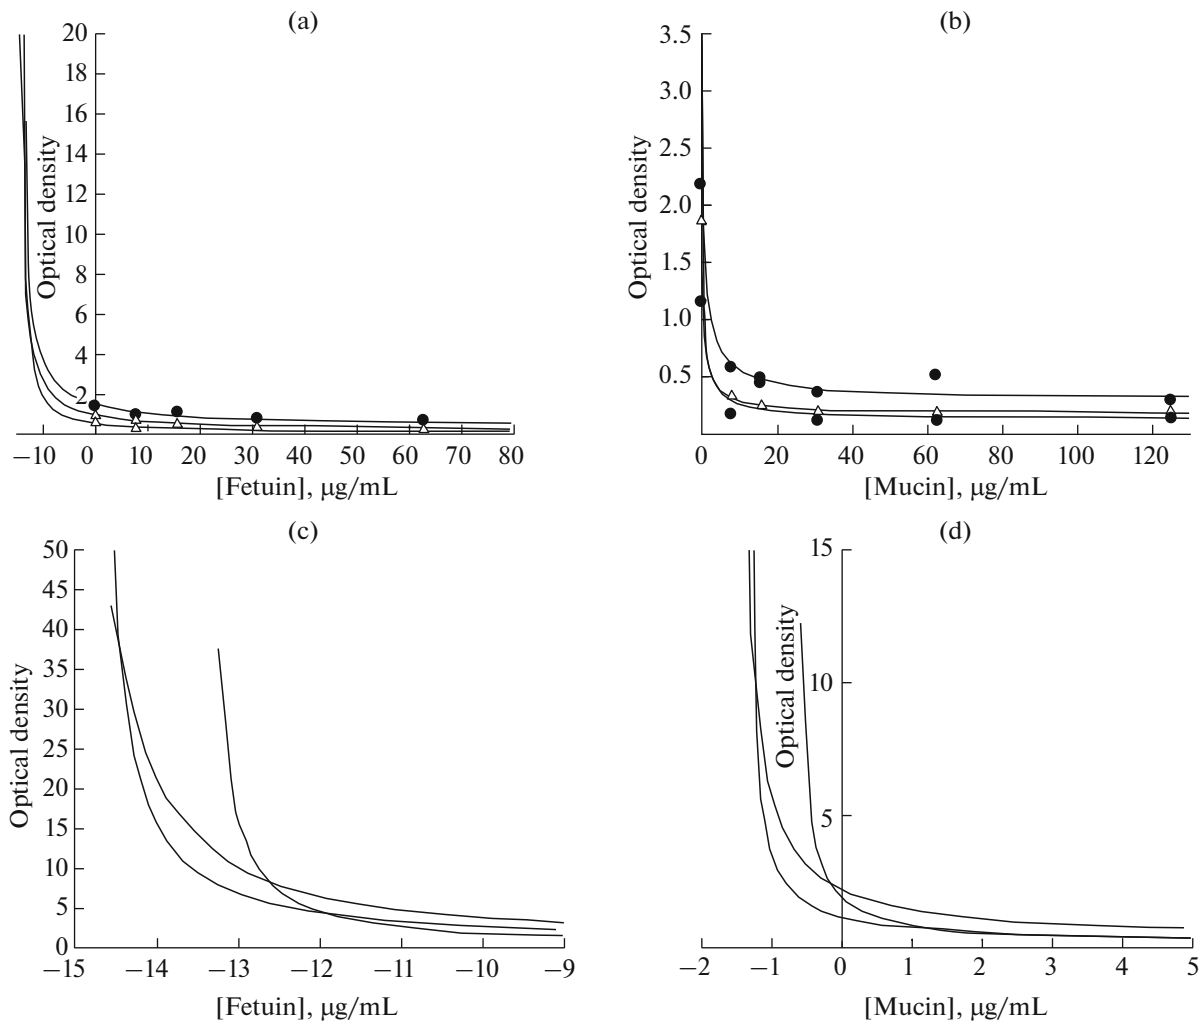 (a)
20
18
16
14
12
10
8
6
4
2
Optical density
−10 0 10 20 30 40 50 60 70 80
[Fetuin], µg/mL
(b)
3.5
3.0
2.5
2.0
1.5
1.0
0.5
Optical density
0 20 40 60 80 100 120
[Mucin], µg/mL
(c)
50
45
40
35
30
25
20
15
10
5
0
Optical density
−15 −14 −13 −12 −11 −10 −9
[Fetuin], µg/mL
(d)
15
10
5
Optical density
−2 −1 0 1 2 3 4 5
[Mucin], µg/mL